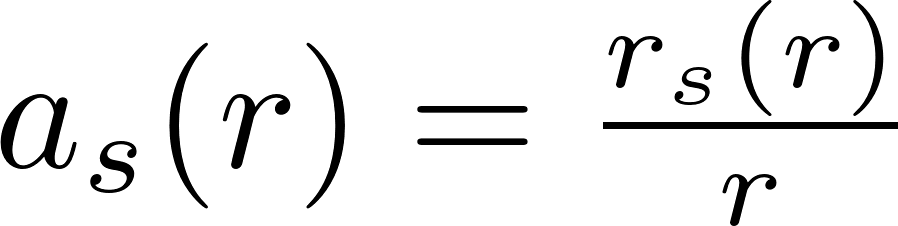 a_s(r) = \frac{r_s(r)}{r}